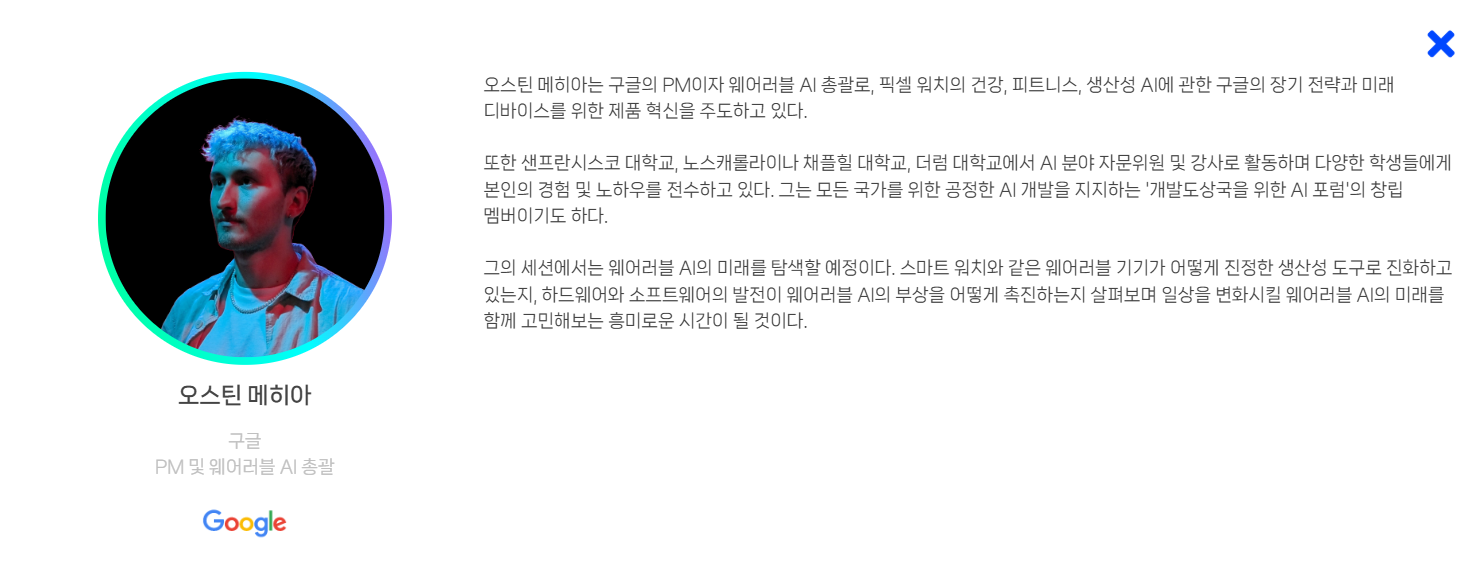 오스틴 메히아는 구글의 PM이자 웨어러블 AI 총괄로, 픽셀 워치의 건강, 피트니스, 생산성 AI에 관한 구글의 장기 전략과 미래
디바이스를 위한 제품 혁신을 주도하고 있다.
또한 샌프란시스코 대학교, 노스캐롤라이나 채플힐 대학교, 더럼 대학교에서 AI 분야 자문위원 및 강사로 활동하며 다양한 학생들에게
본인의 경험 및 노하우를 전수하고 있다. 그는 모든 국가를 위한 공정한 AI 개발을 지지하는 '개발도상국을 위한 AI 포럼'의 창립
멤버이기도 하다.
그의 세션에서는 웨어러블 AI의 미래를 탐색할 예정이다. 스마트 워치와 같은 웨어러블 기기가 어떻게 진정한 생산성 도구로 진화하고
있는지, 하드웨어와 소프트웨어의 발전이 웨어러블 AI의 부상을 어떻게 촉진하는지 살펴보며 일상을 변화시킬 웨어러블 AI의 미래를
함께 고민해보는 흥미로운 시간이 될 것이다.
오스틴 메히아
구글
PM 및 웨어러블 AI 총괄
Google